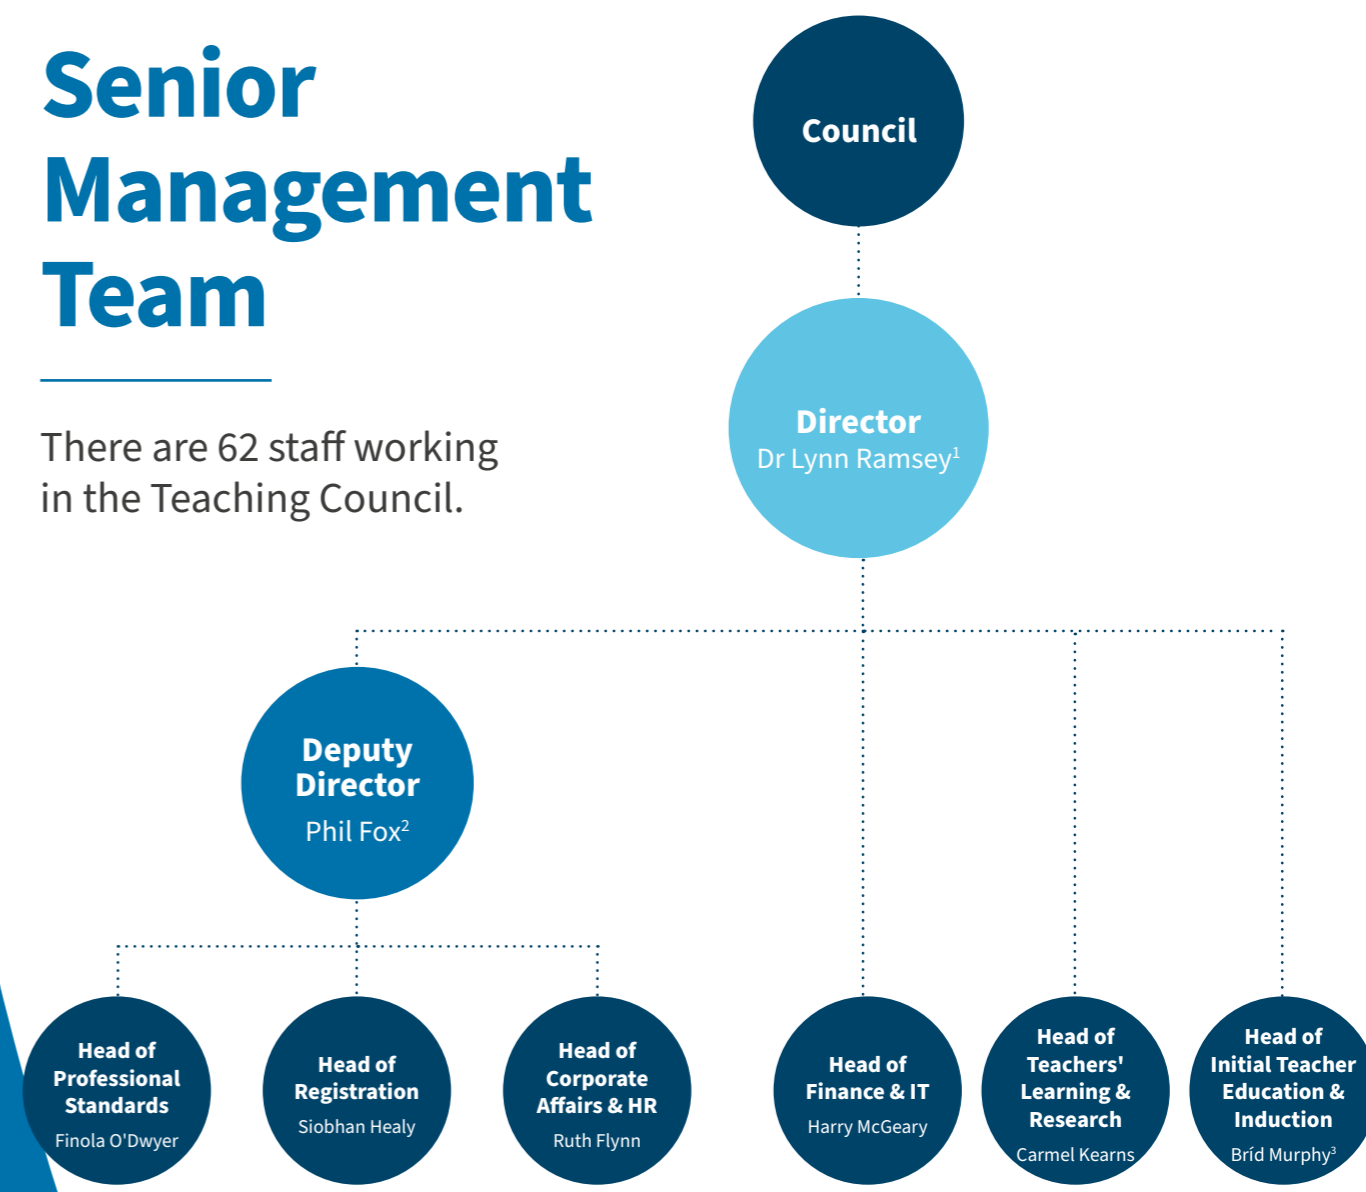 Senior
Management
Team
There are 62 staff working
in the Teaching Council.
Council
Director
Dr Lynn Ramsey¹
Deputy
Director
Phil Fox²
Head of
Professional
Standards
Finola O'Dwyer
Head of
Registration
Siobhan Healy
Head of
Corporate
Affairs & HR
Ruth Flynn
Head of
Finance & IT
Harry McGeary
Head of
Teachers'
Learning &
Research
Carmel Kearns
Head of
Initial Teacher
Education &
Induction
Bríd Murphy³